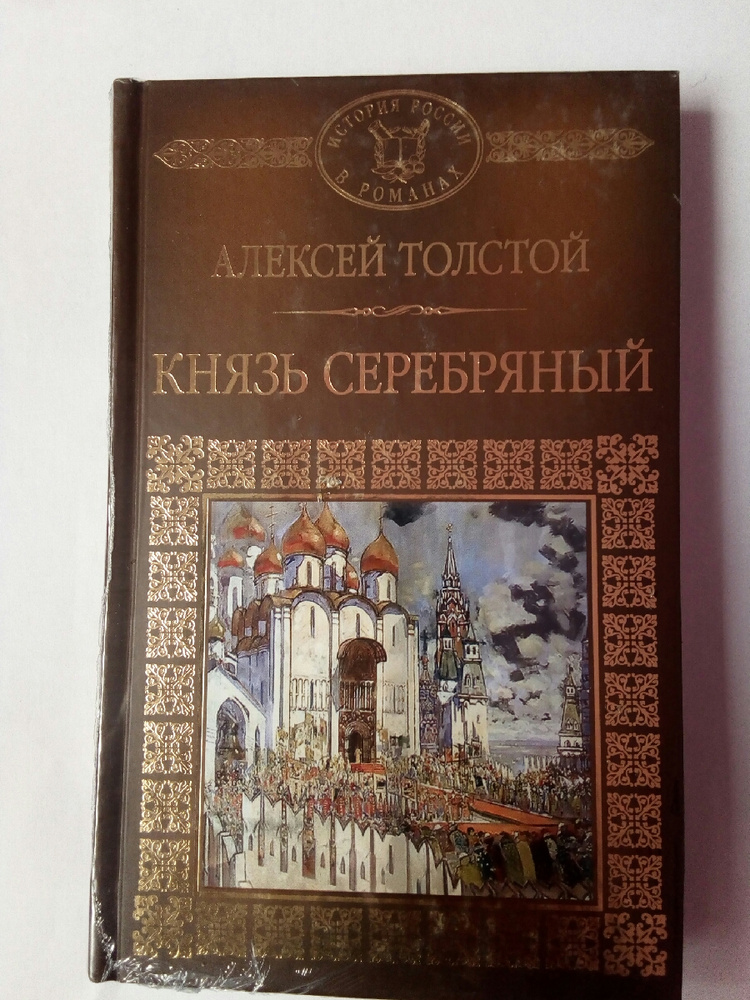 ИСТОРИЯ РОССИИ
В РОМАНАХ
АЛЕКСЕЙ ТОЛСТОЙ
КНЯЗЬ СЕРЕБРЯНЫЙ